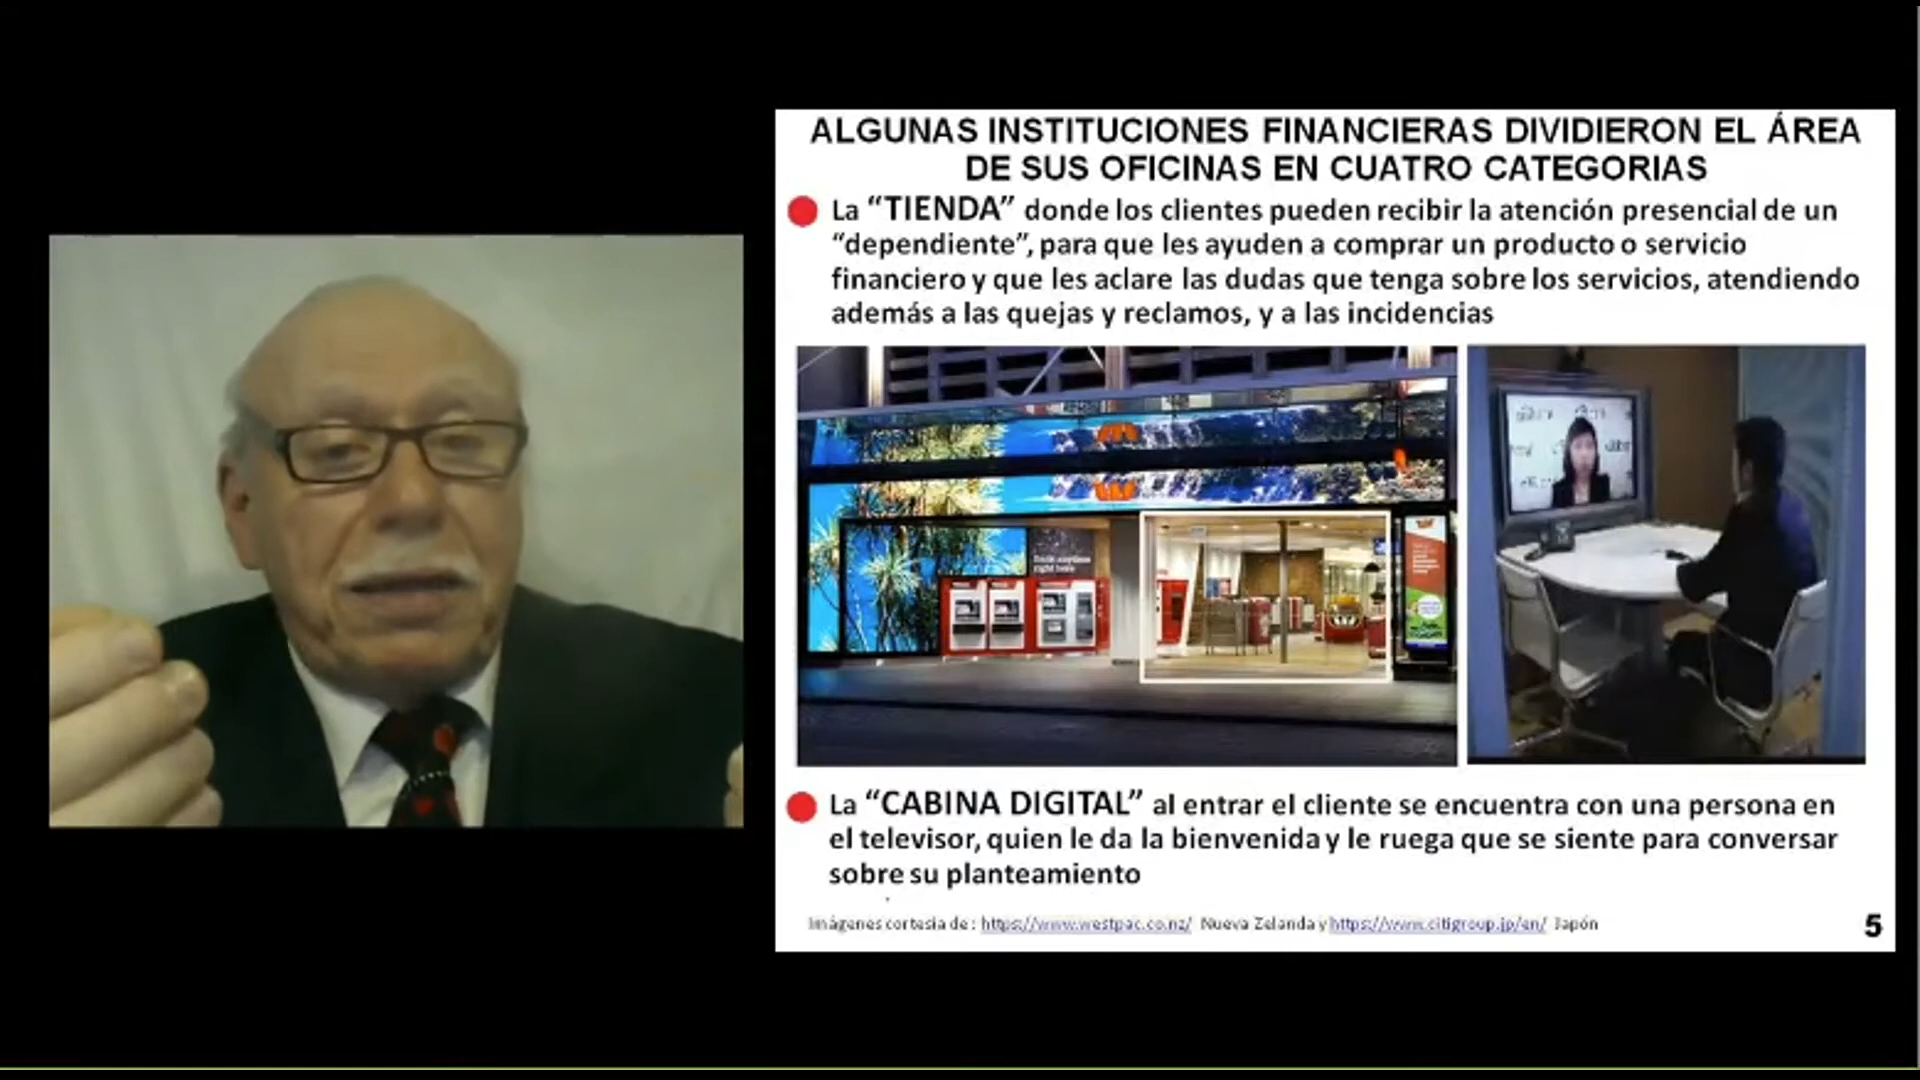 ALGUNAS INSTITUCIONES FINANCIERAS DIVIDIERON EL ÁREA
DE SUS OFICINAS EN CUATRO CATEGORIAS
La “TIENDA” donde los clientes pueden recibir la atención presencial de un
“dependiente”, para que les ayuden a comprar un producto o servicio
financiero y que les aclare las dudas que tenga sobre los servicios, atendiendo
además a las quejas y reclamos, y a las incidencias
La “CABINA DIGITAL” al entrar el cliente se encuentra con una persona en
el televisor, quien le da la bienvenida y le ruega que se siente para conversar
sobre su planteamiento
Imágenes cortesia de : https://www.westpac.co.nz/ Nueva Zelanda y https://www.citigroup.jp/en/ Japón
5